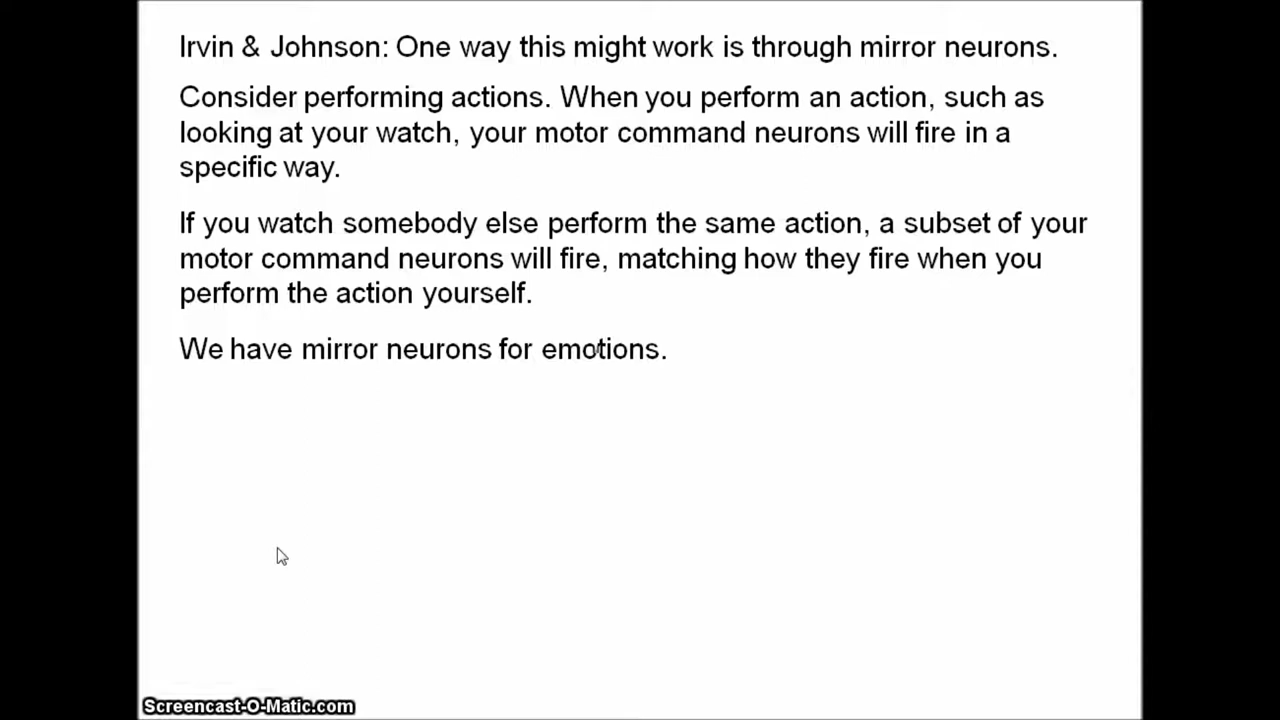 Irvin & Johnson: One way this might work is through mirror neurons.
Consider performing actions. When you perform an action, such as
looking at your watch, your motor command neurons will fire in a
specific way.
If you watch somebody else perform the same action, a subset of your
motor command neurons will fire, matching how they fire when you
perform the action yourself.
We have mirror neurons for emotions.
Screencast-O-Matic.com